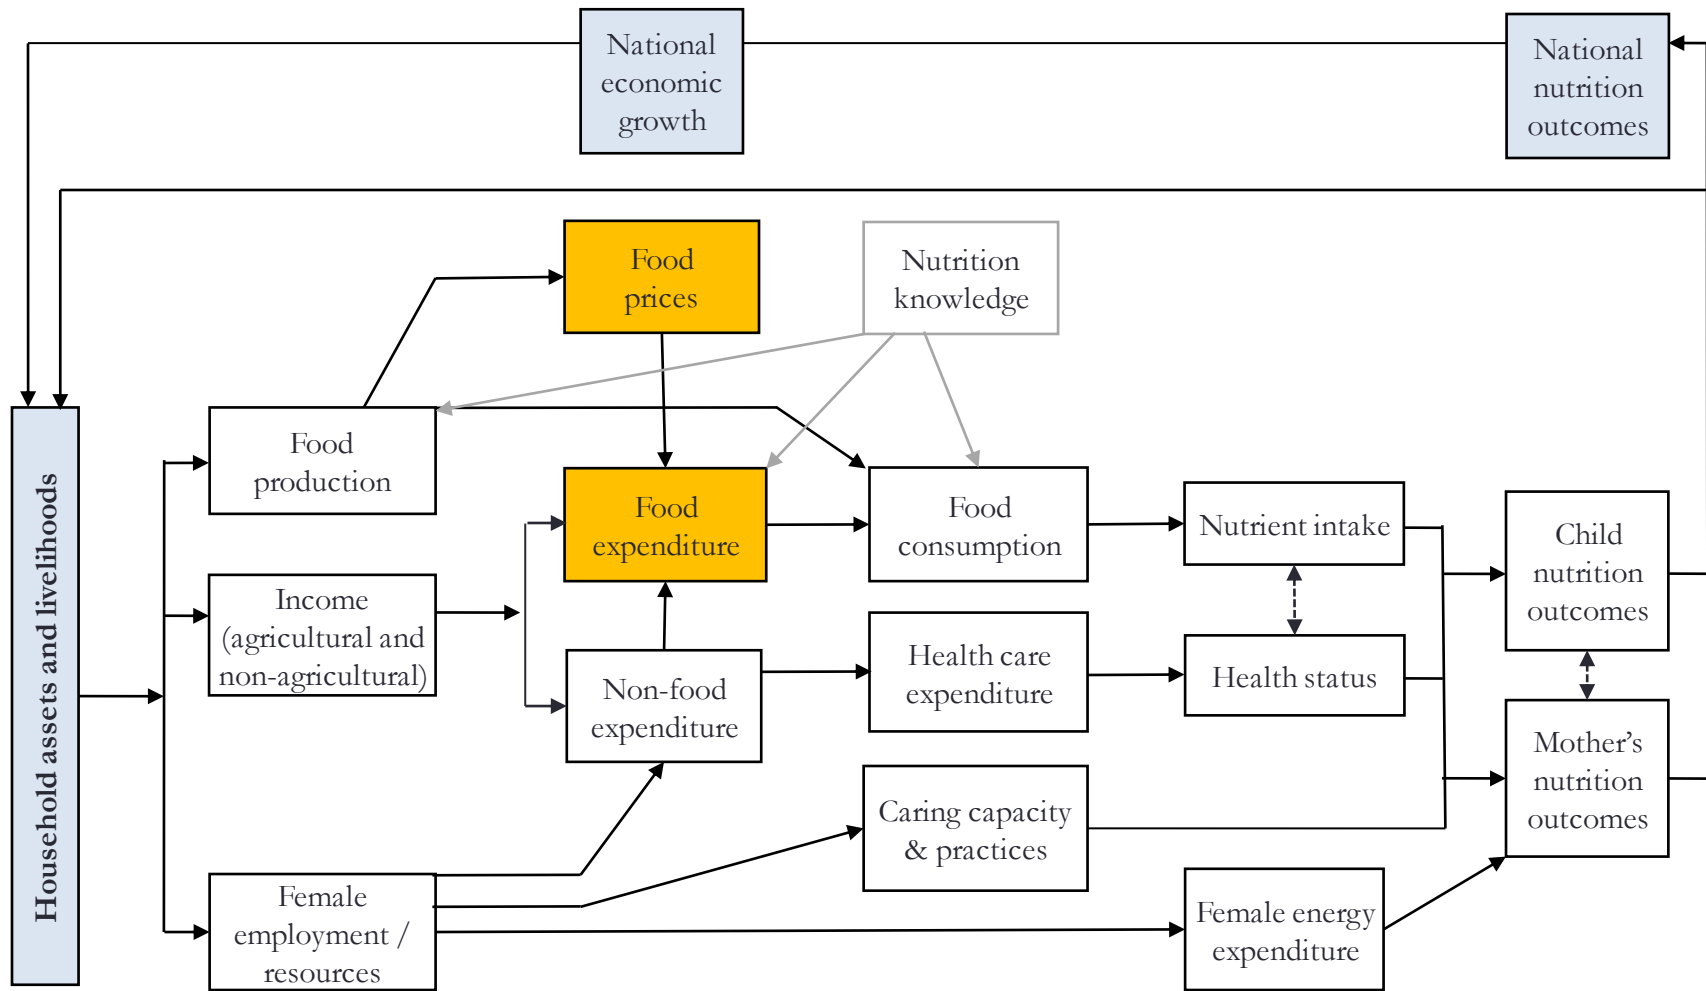 National
economic
growth
National
nutrition
outcomes
Food
prices
Nutrition
knowledge
Household assets and livelihoods
Food
production
Food
expenditure
Food
consumption
Nutrient intake
Child
nutrition
outcomes
Income
(agricultural and
non-agricultural)
Non-food
expenditure
Health care
expenditure
Health status
Mother’s
nutrition
outcomes
Caring capacity
& practices
Female
employment /
resources
Female energy
expenditure